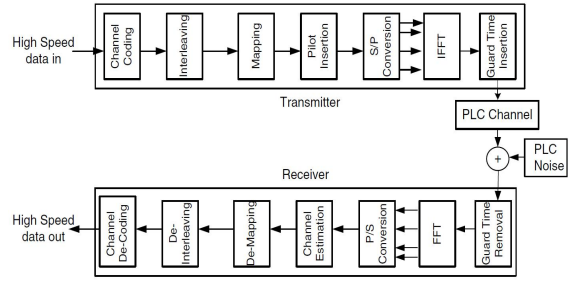 High Speed
data in
Channel
Coding
Interleaving
Mapping
Pilot
Insertion
S/P
Conversion
IFFT
Guard Time
Insertion
Transmitter
PLC Channel
+
PLC
Noise
Receiver
High Speed
data out
Channel
De-Coding
De-
Interleaving
De-Mapping
Channel
Estimation
P/S
Conversion
FFT
Guard Time
Removal